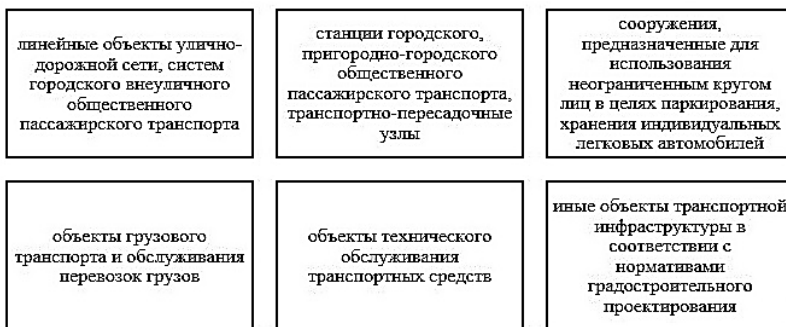 линейные объекты улично-
дорожной сети, систем
городского внеуличного
общественного
пассажирского транспорта
станции городского,
пригородно-городского
общественного
пассажирского транспорта,
транспортно-пересадочные
узлы
сооружения,
предназначенные для
использования
неограниченным кругом
лиц в целях паркирования,
хранения индивидуальных
легковых автомобилей
объекты грузового
транспорта и обслуживания
перевозок грузов
объекты технического
обслуживания
транспортных средств
иные объекты транспортной
инфраструктуры в
соответствии с
нормативами
градостроительного
проектирования